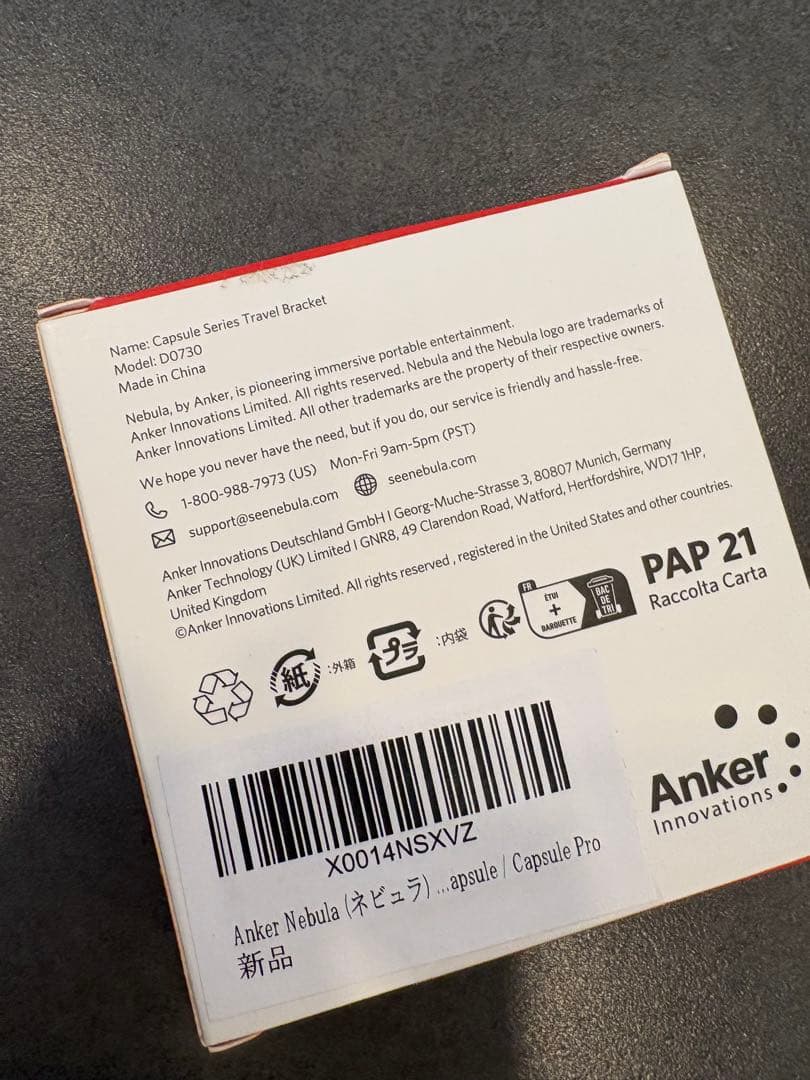 Name: Capsule Series Travel Bracket
Model: D0730
Made in China
Nebula, by Anker, is pioneering immersive portable entertainment.
Anker Innovations Limited. All rights reserved. Nebula and the Nebula logo are trademarks of
Anker Innovations Limited. All other trademarks are the property of their respective owners.
We hope you never have the need, but if you do, our service is friendly and hassle-free.
1-800-988-7973 (US) Mon-Fri 9am-5pm (PST)
support@seenebula.com seenebula.com
Anker Innovations Deutschland GmbH I Georg-Muche-Strasse 3, 80807 Munich, Germany
Anker Technology (UK) Limited I GNR8, 49 Clarendon Road, Watford, Hertfordshire, WD17 1HP,
United Kingdom
©Anker Innovations Limited. All rights reserved , registered in the United States and other countries.
紙 :外箱 プラ :内袋
FR
ÉTUI
+
BARQUETTE
BAC
DE
TRI
PAP 21
Raccolta Carta
Anker
Innovations
X0014NSXVZ
Anker Nebula (ネビュラ) ...apsule / Capsule Pro
新品